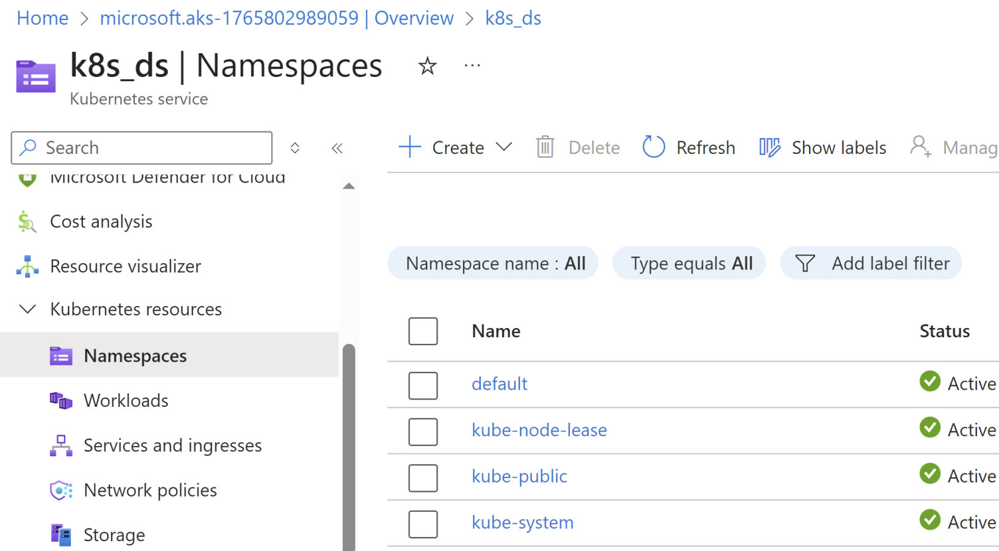 Home > microsoft.aks-1765802989059 | Overview > k8s_ds
k8s_ds | Namespaces
Kubernetes service
Search
Create Delete Refresh Show labels Manag
Microsoft Defender for Cloud
Cost analysis
Resource visualizer
Kubernetes resources
Namespaces
Workloads
Services and ingresses
Network policies
Storage
Namespace name : All Type equals All Add label filter
Name Status
default Active
kube-node-lease Active
kube-public Active
kube-system Active